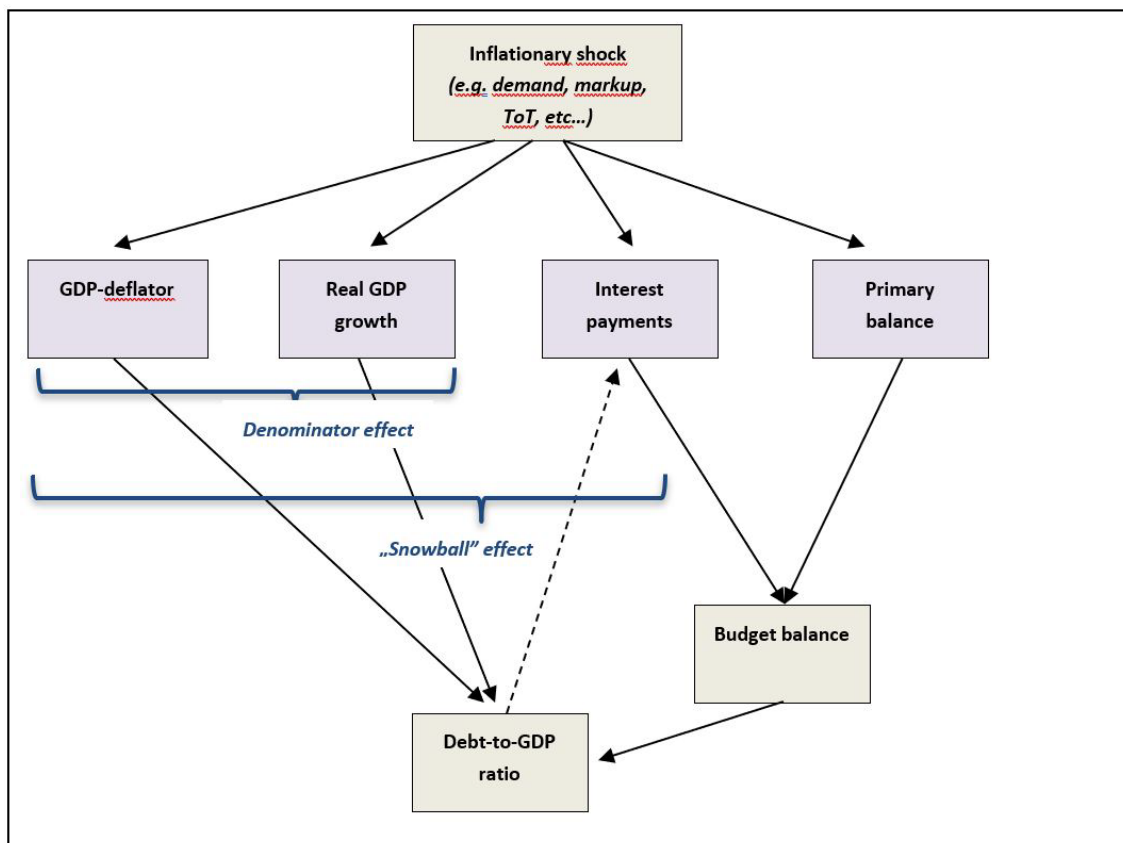 Inflationary shock
(e.g. demand, markup,
ToT, etc...)
GDP-deflator
Real GDP
growth
Interest
payments
Primary
balance
Denominator effect
„Snowball” effect
Budget balance
Debt-to-GDP
ratio